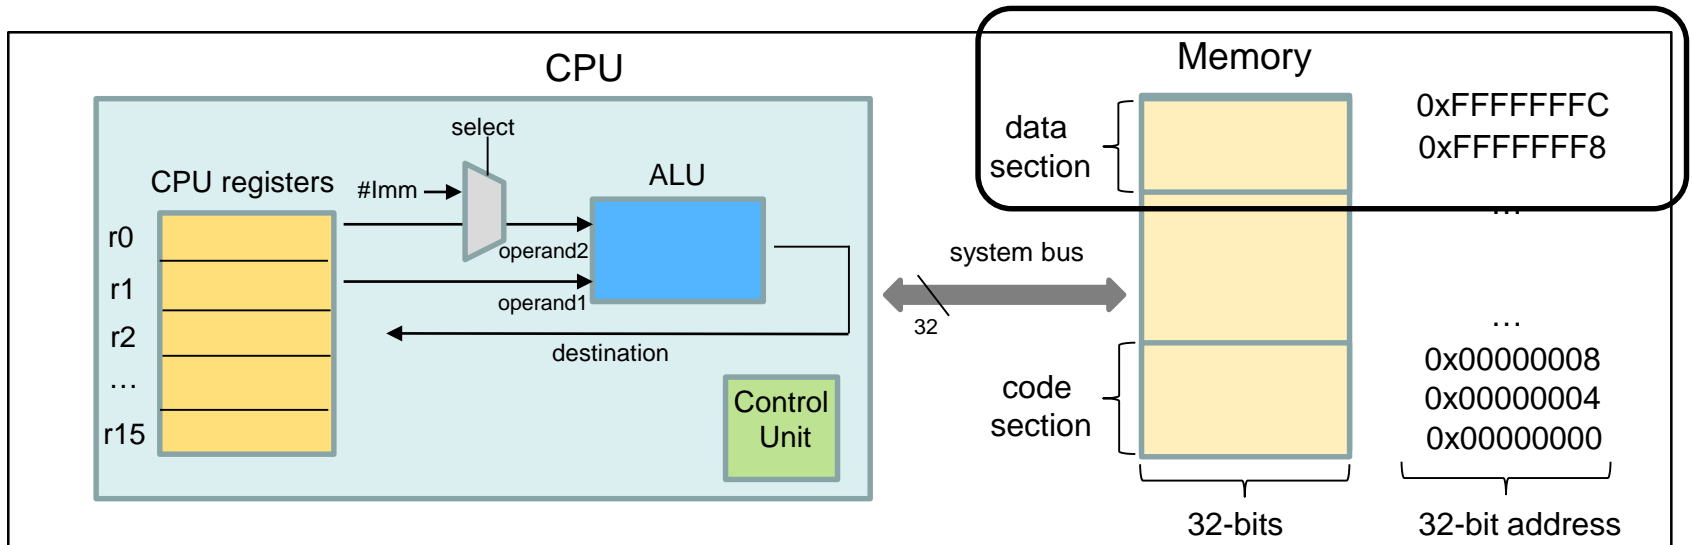 CPU
Memory
select
CPU registers
#Imm
ALU
r0
r1
r2
...
r15
operand2
operand1
destination
Control
Unit
system bus
32
data
section
code
section
0xFFFFFFFC
0xFFFFFFF8
...
...
0x00000008
0x00000004
0x00000000
32-bits
32-bit address